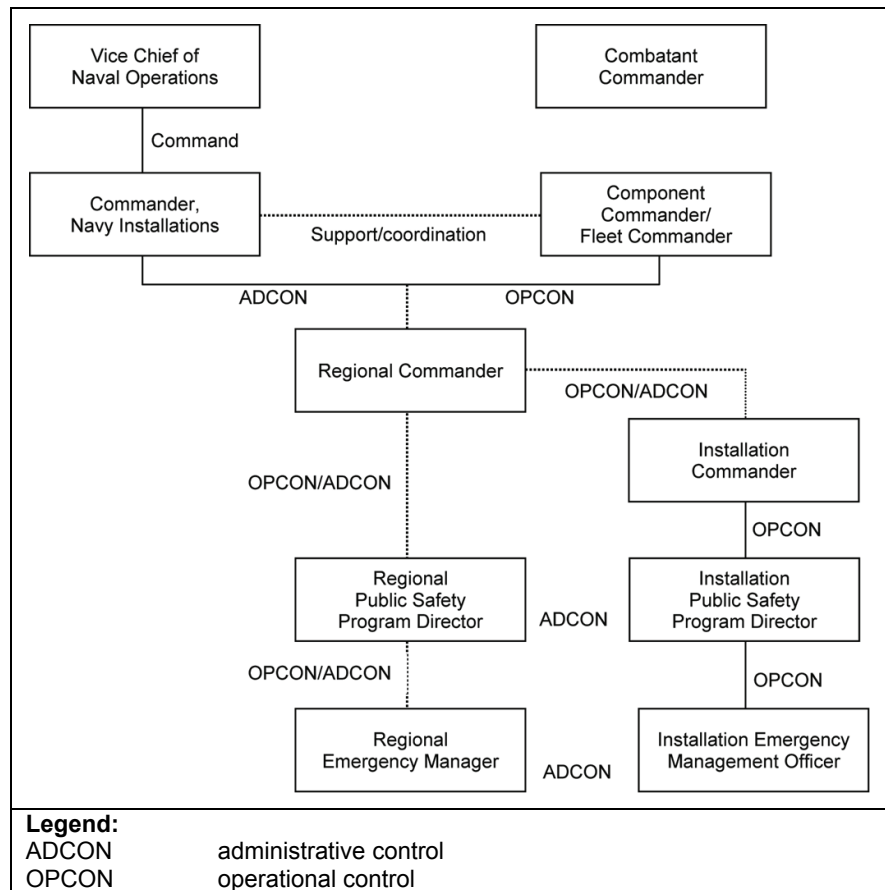 Vice Chief of
Naval Operations
Combatant
Commander
Command
Commander,
Navy Installations
Component
Commander/
Fleet Commander
Support/coordination
ADCON
OPCON
Regional Commander
OPCON/ADCON
Installation
Commander
OPCON/ADCON
OPCON
Regional
Public Safety
Program Director
ADCON
Installation
Public Safety
Program Director
OPCON/ADCON
OPCON
Regional
Emergency Manager
ADCON
Installation Emergency
Management Officer
Legend:
ADCON administrative control
OPCON operational control